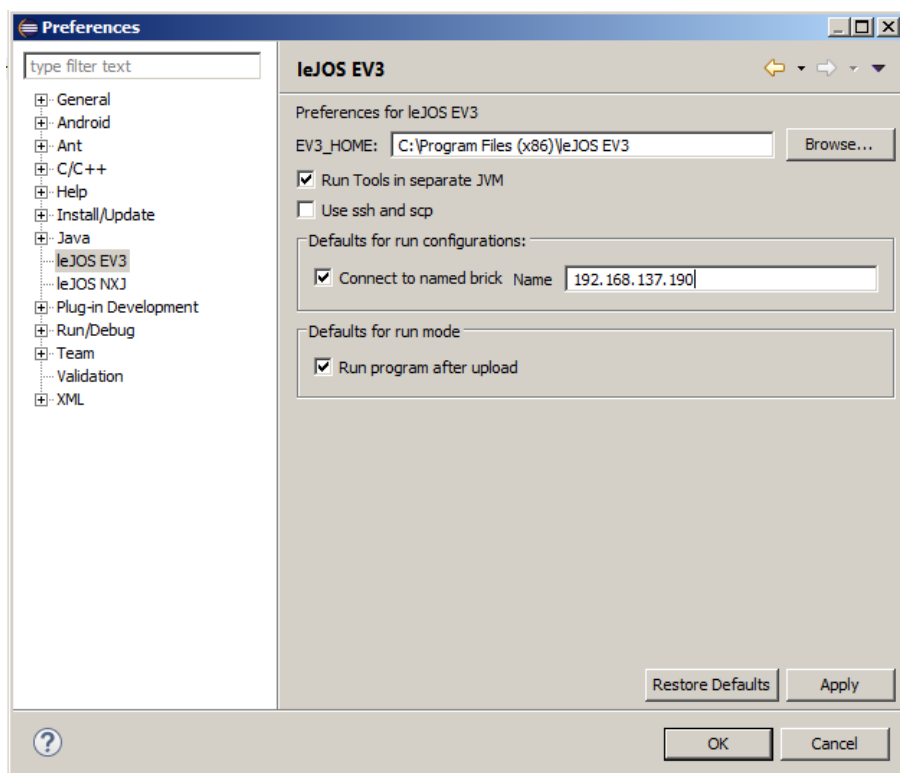 Preferences
type filter text
General
Android
Ant
C/C++
Help
Install/Update
Java
leJOS EV3
leJOS NXJ
Plug-in Development
Run/Debug
Team
Validation
XML
leJOS EV3
Preferences for leJOS EV3
EV3_HOME: C:\Program Files (x86)\leJOS EV3 Browse...
Run Tools in separate JVM
Use ssh and scp
Defaults for run configurations:
Connect to named brick Name 192.168.137.190
Defaults for run mode
Run program after upload
Restore Defaults Apply
? OK Cancel